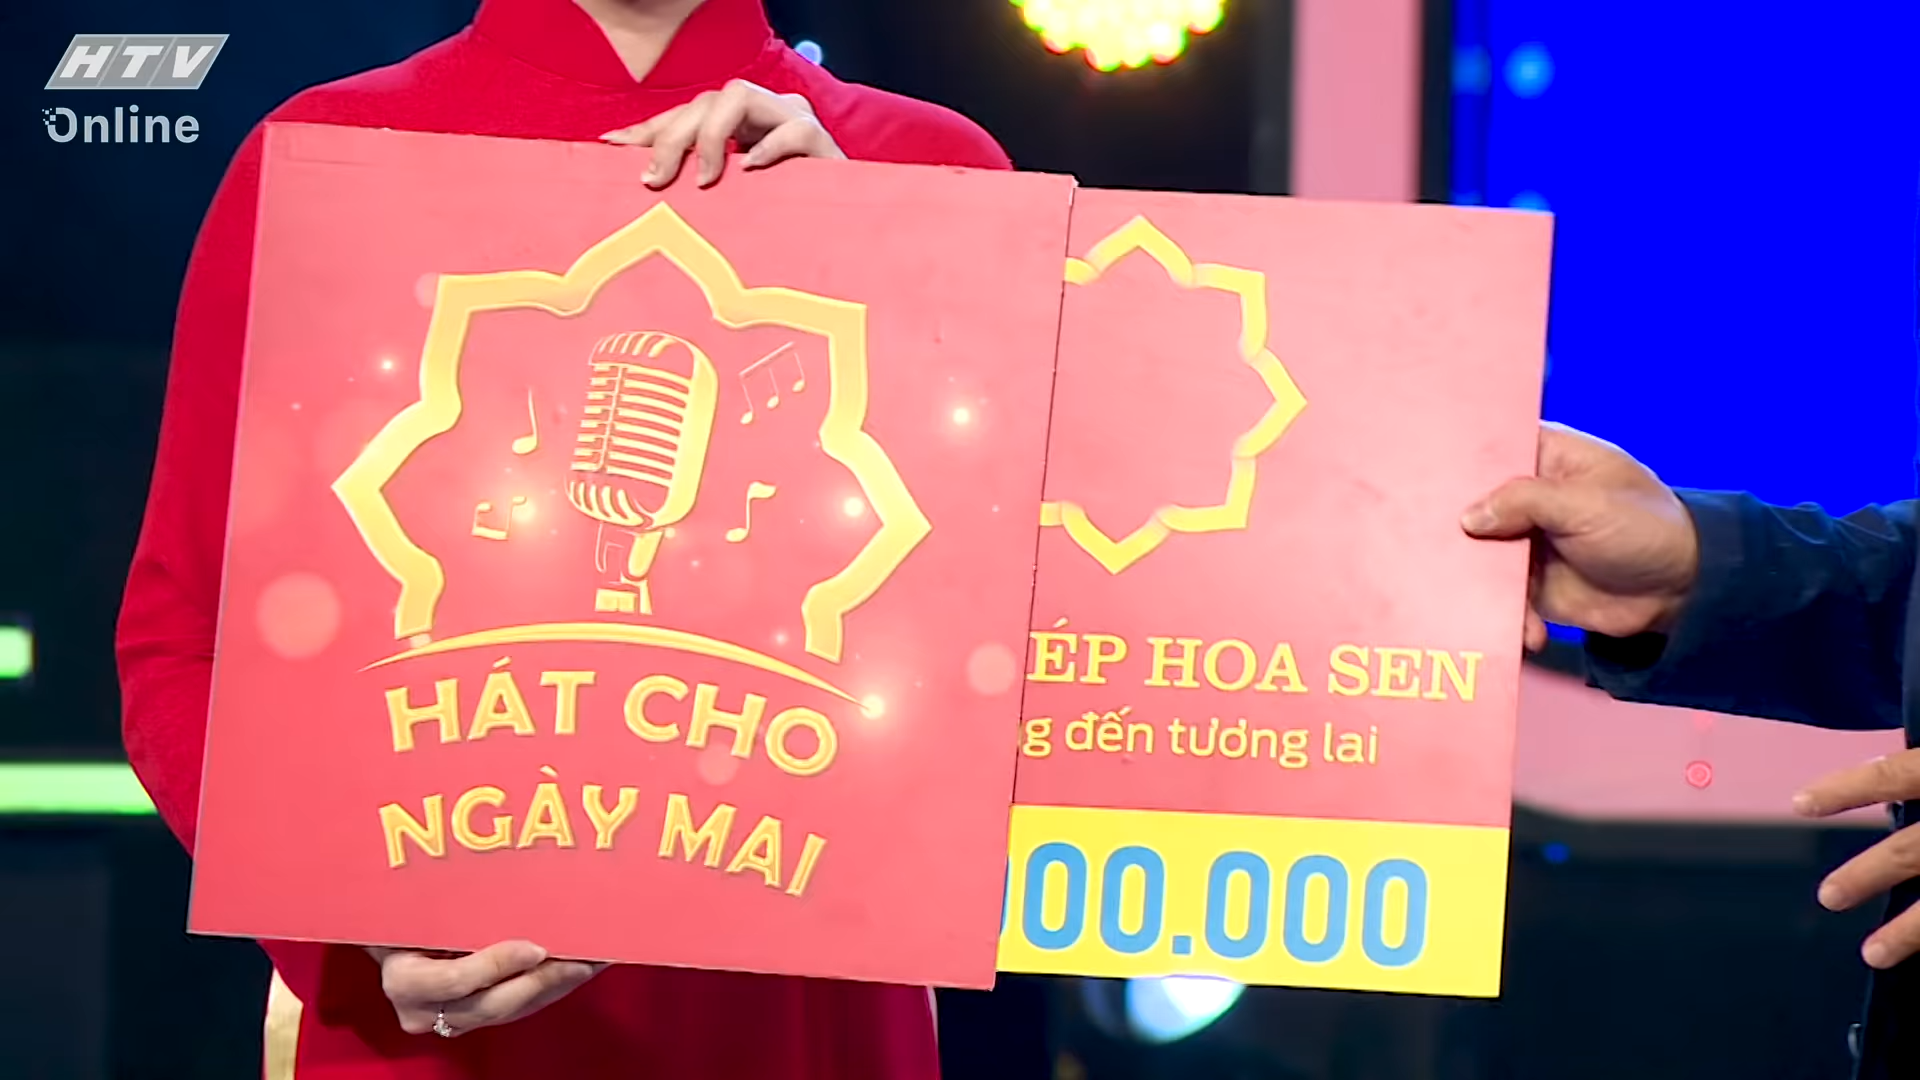 HTV
Online
HÁT CHO
NGÀY MAI
ÉP HOA SEN
g đến tương lai
00.000